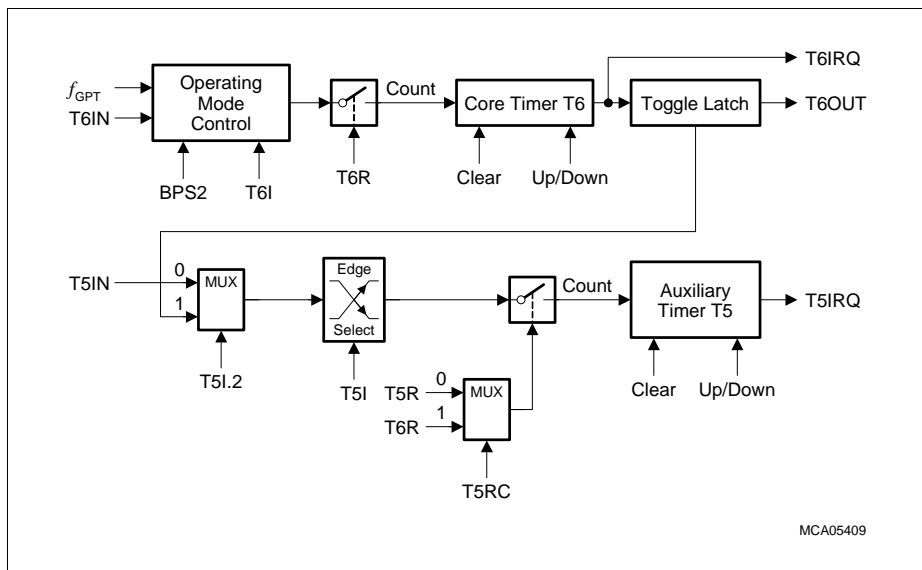 T6IRQ
f GPT
Operating
Mode
Control
Count
Core Timer T6
Toggle Latch
T6OUT
T6IN
BPS2
T6I
T6R
Clear
Up/Down
T5IN
0
MUX
1
T5I.2
Edge
Select
T5I
Count
Auxiliary
Timer T5
T5IRQ
T5R
0
MUX
T6R
1
T5RC
Clear
Up/Down
MCA05409